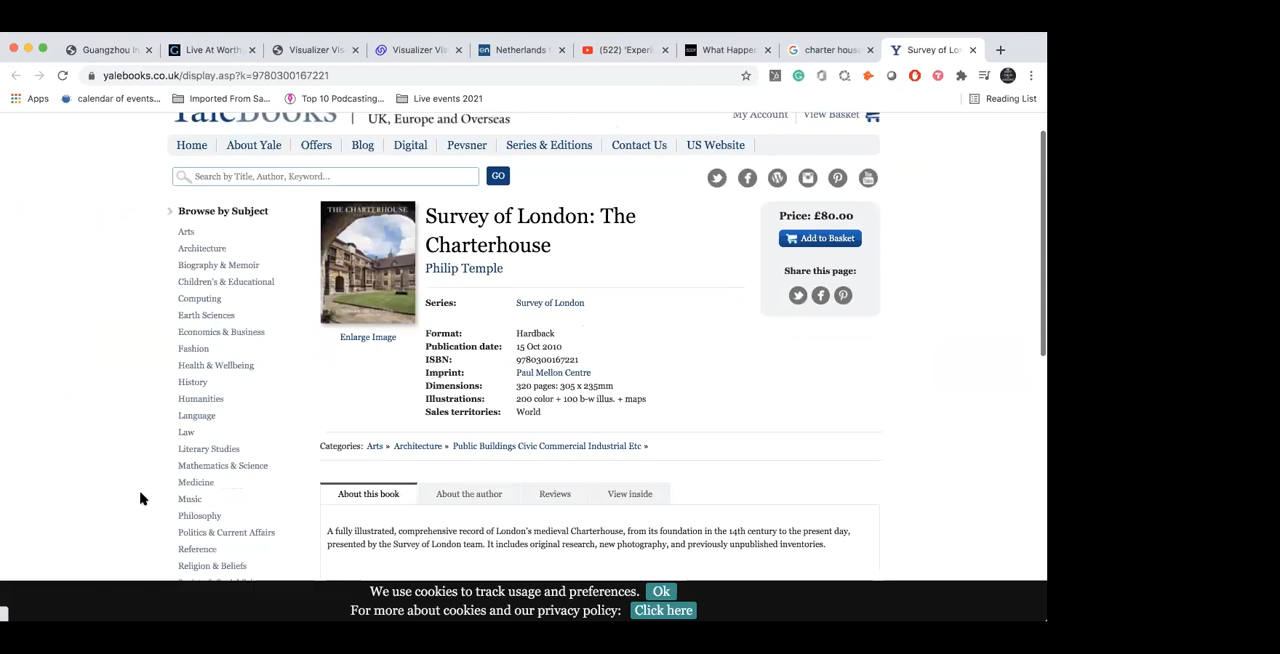 Guangzhou In
Live At Worth
Visualizer Vis
Visualizer Vis
Netherlands
(522) 'Experi
What Happen
charter hous
Survey of Lon
yalebooks.co.uk/display.asp?k=9780300167221
Apps
calendar of events...
Imported From Sa...
Top 10 Podcasting...
Live events 2021
Reading List
YaleBooks
UK, Europe and Overseas
My Account
View Basket
Home
About Yale
Offers
Blog
Digital
Pevsner
Series & Editions
Contact Us
US Website
Search by Title, Author, Keyword...
GO
Browse by Subject
Arts
Architecture
Biography & Memoir
Children's & Educational
Computing
Earth Sciences
Economics & Business
Fashion
Health & Wellbeing
History
Humanities
Language
Law
Literary Studies
Mathematics & Science
Medicine
Music
Philosophy
Politics & Current Affairs
Reference
Religion & Beliefs
THE CHARTERHOUSE
Enlarge Image
Survey of London: The
Charterhouse
Philip Temple
Series: Survey of London
Format: Hardback
Publication date: 15 Oct 2010
ISBN: 9780300167221
Imprint: Paul Mellon Centre
Dimensions: 320 pages: 305 x 235mm
Illustrations: 200 color + 100 b-w illus. + maps
Sales territories: World
Price: £80.00
Add to Basket
Share this page:
Categories: Arts » Architecture » Public Buildings Civic Commercial Industrial Etc »
About this book
About the author
Reviews
View inside
A fully illustrated, comprehensive record of London's medieval Charterhouse, from its foundation in the 14th century to the present day,
presented by the Survey of London team. It includes original research, new photography, and previously unpublished inventories.
We use cookies to track usage and preferences. Ok
For more about cookies and our privacy policy: Click here